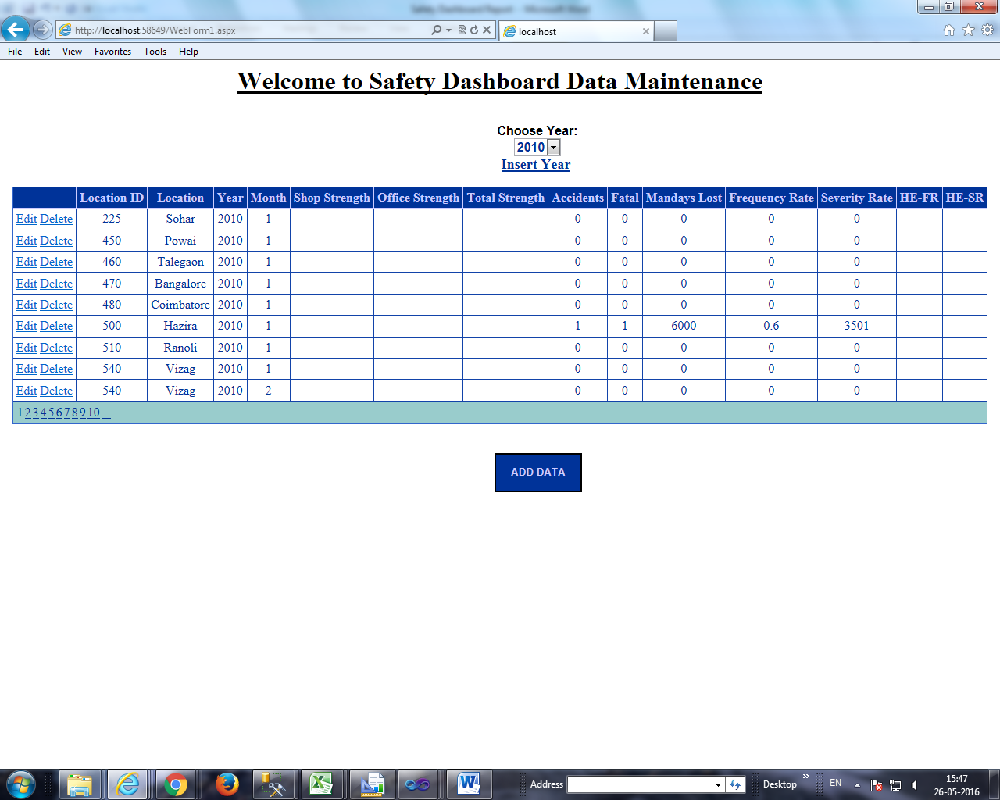 Safety Dashboard Report - Microsoft Word
http://localhost:58649/WebForm1.aspx
localhost
File Edit View Favorites Tools Help
Welcome to Safety Dashboard Data Maintenance
Choose Year:
2010
Insert Year
Location ID Location Year Month Shop Strength Office Strength Total Strength Accidents Fatal Mandays Lost Frequency Rate Severity Rate HE-FR HE-SR
Edit Delete 225 Sohar 2010 1 0 0 0 0 0
Edit Delete 450 Powai 2010 1 0 0 0 0 0
Edit Delete 460 Talegaon 2010 1 0 0 0 0 0
Edit Delete 470 Bangalore 2010 1 0 0 0 0 0
Edit Delete 480 Coimbatore 2010 1 0 0 0 0 0
Edit Delete 500 Hazira 2010 1 1 1 6000 0.6 3501
Edit Delete 510 Ranoli 2010 1 0 0 0 0 0
Edit Delete 540 Vizag 2010 1 0 0 0 0 0
Edit Delete 540 Vizag 2010 2 0 0 0 0 0
1 2 3 4 5 6 7 8 9 10 ...
ADD DATA
Address Desktop » EN 15:47
26-05-2016